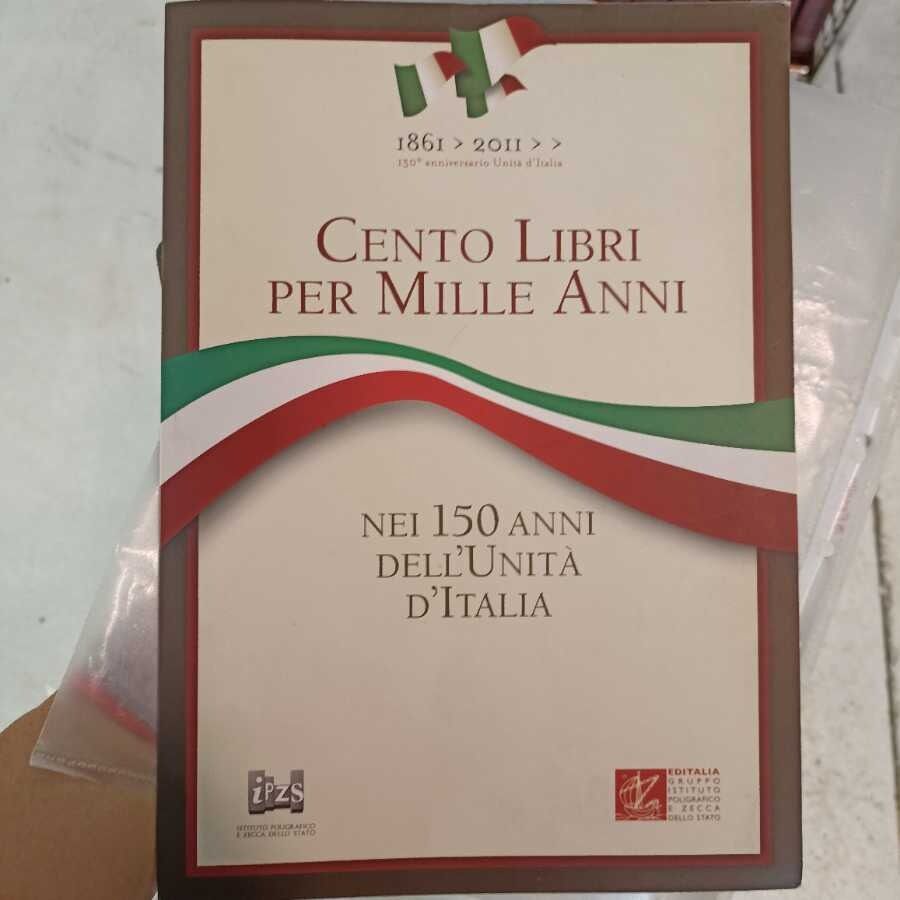 1861 > 2011 > >
150° anniversario Unità d'Italia
CENTO LIBRI
PER MILLE ANNI
NEI 150 ANNI
DELL'UNITÀ
D'ITALIA
iPZS
ISTITUTO POLIGRAFICO
E ZECCA DELLO STATO
EDITALIA
GRUPPO
ISTITUTO
POLIGRAFICO
E ZECCA
DELLO STATO